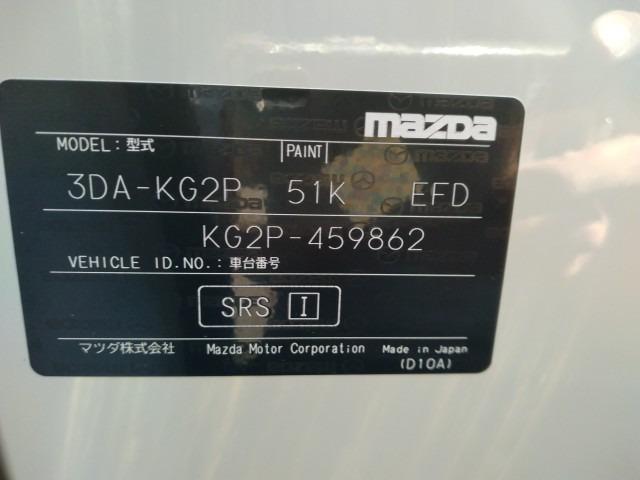 mazda
MODEL：型式 PAINT
3DA-KG2P 51K EFD
KG2P-459862
VEHICLE ID.NO.：車台番号
SRS I
マツダ株式会社 Mazda Motor Corporation Made in Japan
(D10A)